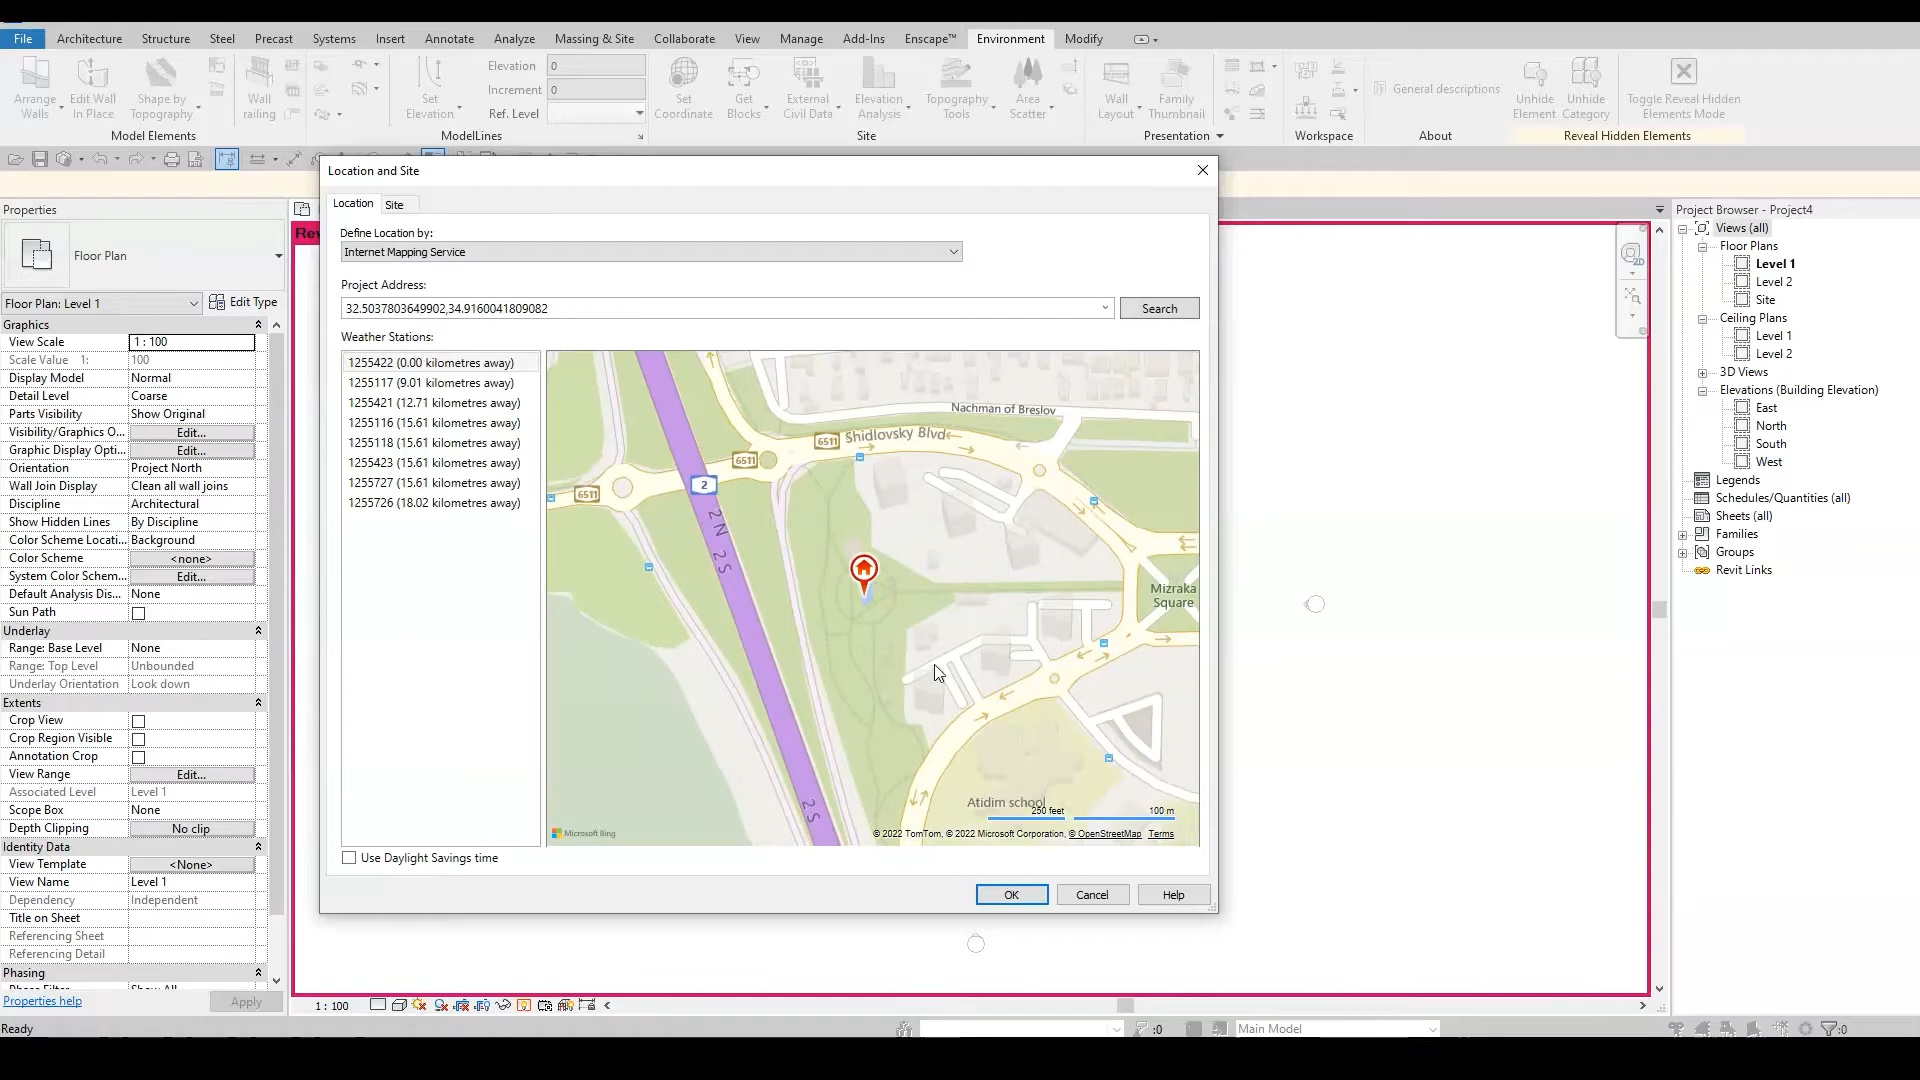 File Architecture Structure Steel Precast Systems Insert Annotate Analyze Massing & Site Collaborate View Manage Add-Ins Enscape™ Environment Modify
Arrange Walls
Edit Wall In Place
Shape by Topography
Wall railing
Elevation 0
Increment 0
Ref. Level
Set Elevation
Set Coordinate
Get Blocks
External Civil Data
Elevation Analysis
Topography Tools
Area Scatter
Wall Layout
Family Thumbnail
General descriptions
Unhide Element
Unhide Category
Toggle Reveal Hidden Elements Mode
Model Elements ModelLines Site Presentation Workspace About Reveal Hidden Elements
Properties
Floor Plan
Floor Plan: Level 1 Edit Type
Graphics
View Scale 1 : 100
Scale Value 1: 100
Display Model Normal
Detail Level Coarse
Parts Visibility Show Original
Visibility/Graphics O... Edit...
Graphic Display Opti... Edit...
Orientation Project North
Wall Join Display Clean all wall joins
Discipline Architectural
Show Hidden Lines By Discipline
Color Scheme Locati... Background
Color Scheme <none>
System Color Schem... Edit...
Default Analysis Dis... None
Sun Path
Underlay
Range: Base Level None
Range: Top Level Unbounded
Underlay Orientation Look down
Extents
Crop View
Crop Region Visible
Annotation Crop
View Range Edit...
Associated Level Level 1
Scope Box None
Depth Clipping No clip
Identity Data
View Template <None>
View Name Level 1
Dependency Independent
Title on Sheet
Referencing Sheet
Referencing Detail
Phasing
Properties help Apply
Ready
Location and Site
Location Site
Define Location by:
Internet Mapping Service
Project Address:
32.5037803649902,34.9160041809082 Search
Weather Stations:
1255422 (0.00 kilometres away)
1255117 (9.01 kilometres away)
1255421 (12.71 kilometres away)
1255116 (15.61 kilometres away)
1255118 (15.61 kilometres away)
1255423 (15.61 kilometres away)
1255727 (15.61 kilometres away)
1255726 (18.02 kilometres away)
Nachman of Breslov
6511 Shidlovsky Blvd
6511
6511
2
2 N 2 S
Mizraka Square
2 S
Atidim school
250 feet 100 m
Microsoft Bing
© 2022 TomTom, © 2022 Microsoft Corporation, © OpenStreetMap Terms
Use Daylight Savings time
OK Cancel Help
1 : 100
:0 Main Model :0
Project Browser - Project4
Views (all)
Floor Plans
Level 1
Level 2
Site
Ceiling Plans
Level 1
Level 2
3D Views
Elevations (Building Elevation)
East
North
South
West
Legends
Schedules/Quantities (all)
Sheets (all)
Families
Groups
Revit Links